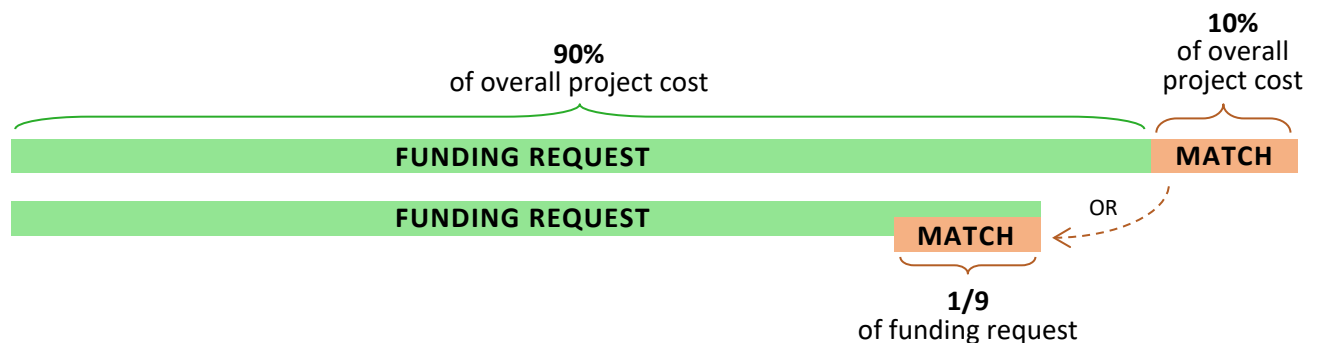 90%
of overall project cost
10%
of overall
project cost
FUNDING REQUEST
MATCH
FUNDING REQUEST
OR
MATCH
1/9
of funding request